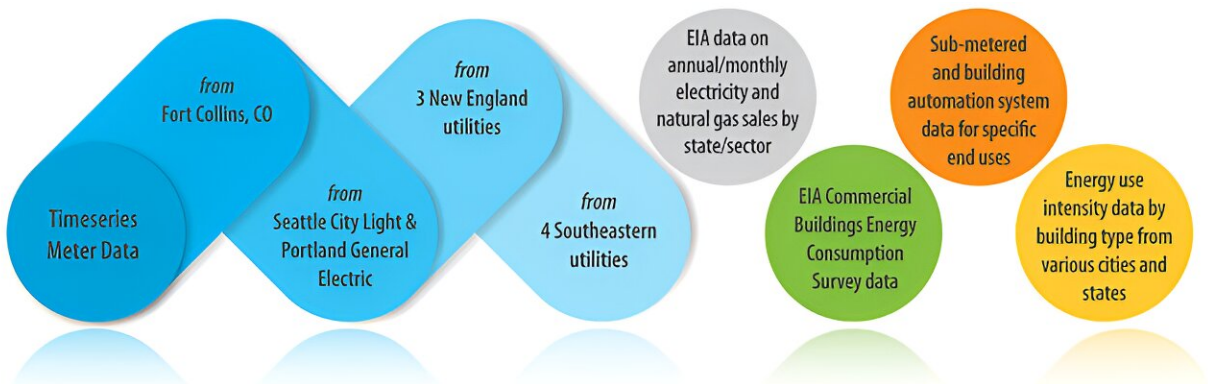 Timeseries
Meter Data
from
Fort Collins, CO
from
Seattle City Light &
Portland General
Electric
from
3 New England
utilities
from
4 Southeastern
utilities
EIA data on
annual/monthly
electricity and
natural gas sales by
state/sector
EIA Commercial
Buildings Energy
Consumption
Survey data
Sub-metered
and building
automation system
data for specific
end uses
Energy use
intensity data by
building type from
various cities and
states